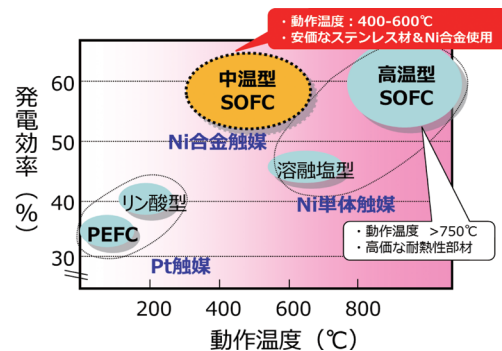 ・動作温度：400-600℃
・安価なステンレス材＆Ni合金使用
発電効率（%）
60
50
40
30
中温型
SOFC
高温型
SOFC
Ni合金触媒
溶融塩型
リン酸型
Ni単体触媒
PEFC
Pt触媒
・動作温度 >750℃
・高価な耐熱性部材
200
400
600
800
動作温度（℃）